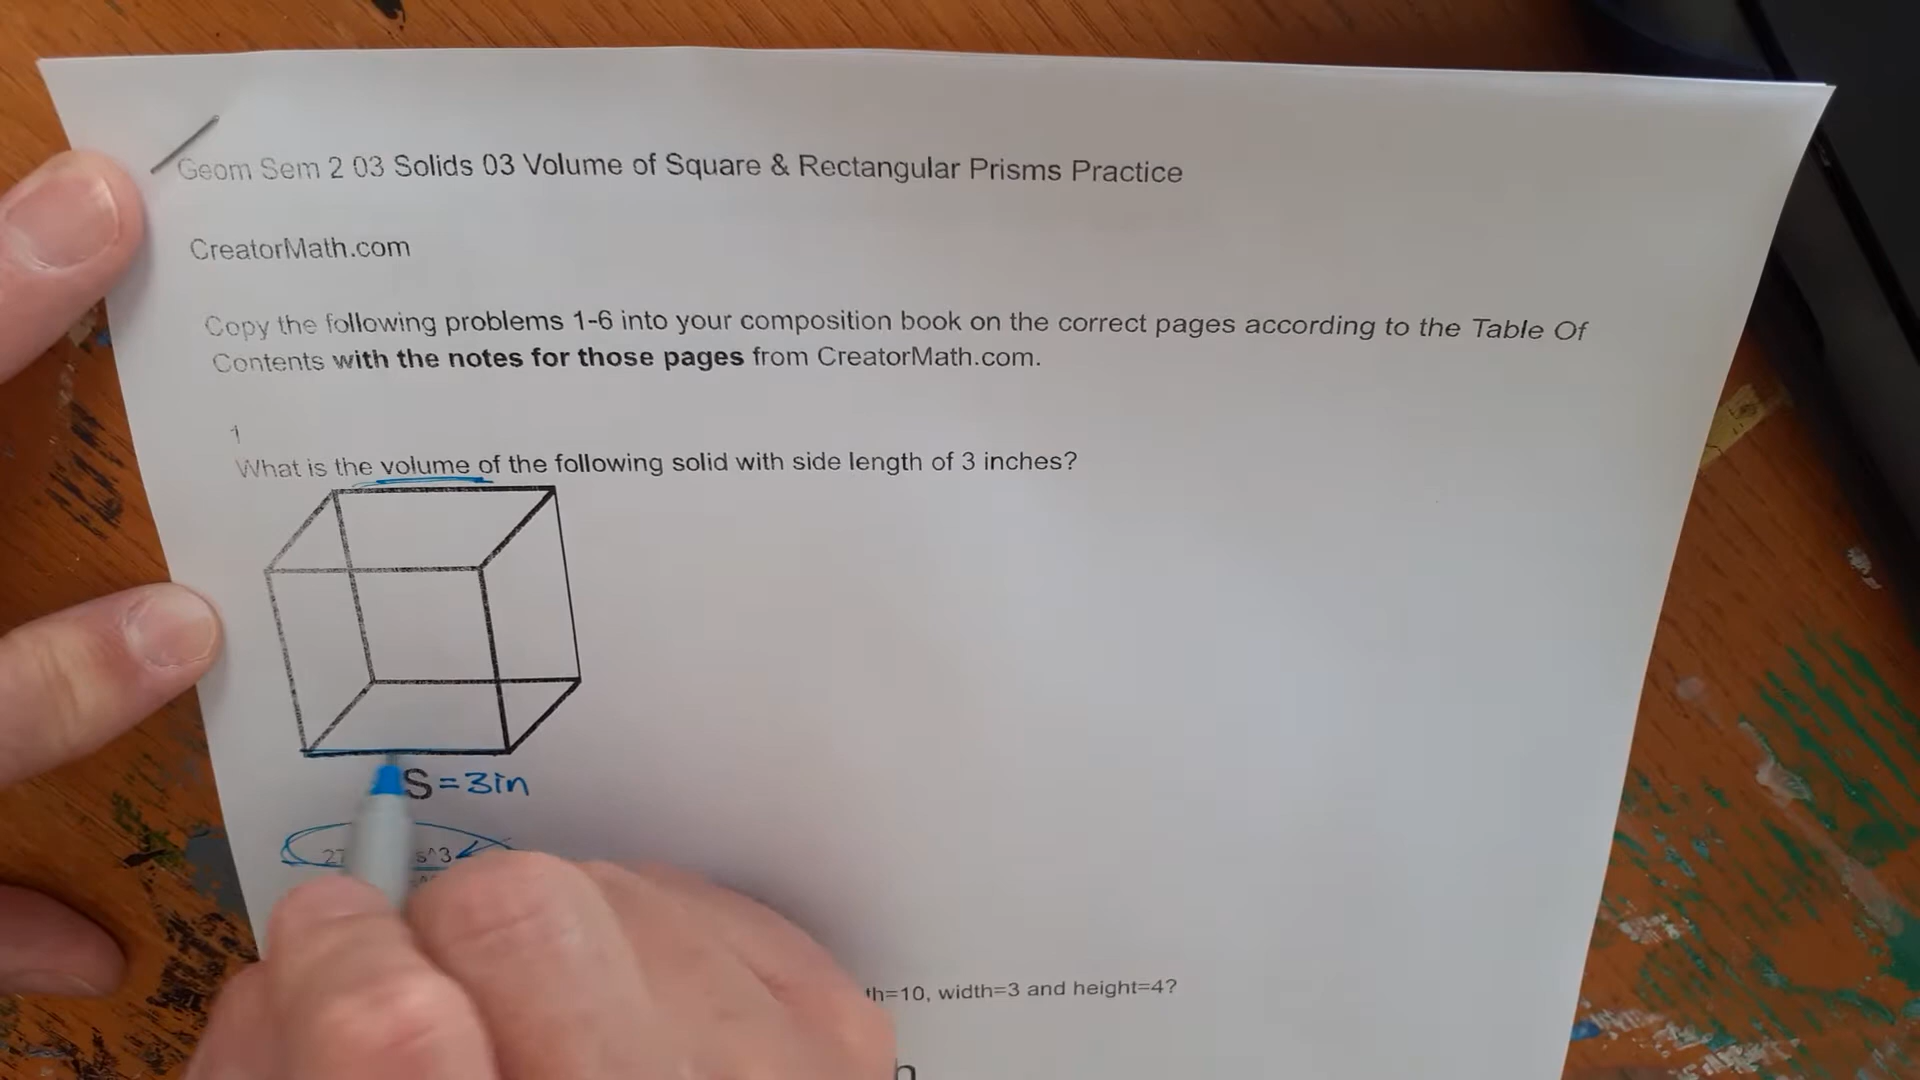 Geom Sem 2 03 Solids 03 Volume of Square & Rectangular Prisms Practice
CreatorMath.com
Copy the following problems 1-6 into your composition book on the correct pages according to the Table Of
Contents with the notes for those pages from CreatorMath.com.
1
What is the volume of the following solid with side length of 3 inches?
S = 3in
s^3
width=3 and height=4?